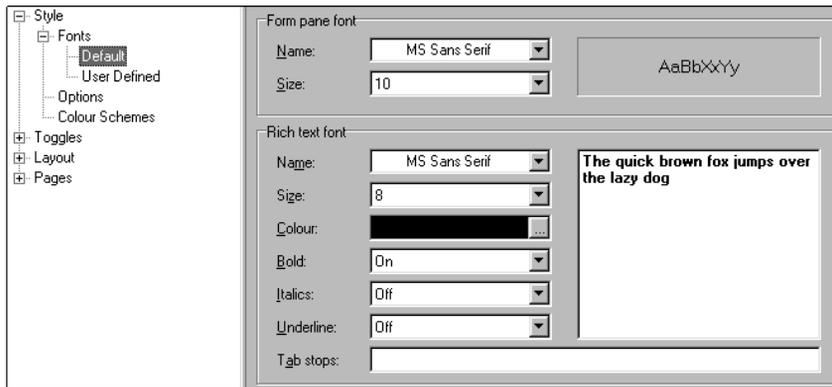 Style
Fonts
Default
User Defined
Options
Colour Schemes
Toggles
Layout
Pages
Form pane font
Name: MS Sans Serif
Size: 10
AaBbXxYy
Rich text font
Name: MS Sans Serif
Size: 8
Colour: ...
Bold: On
Italics: Off
Underline: Off
Tab stops:
The quick brown fox jumps over
the lazy dog